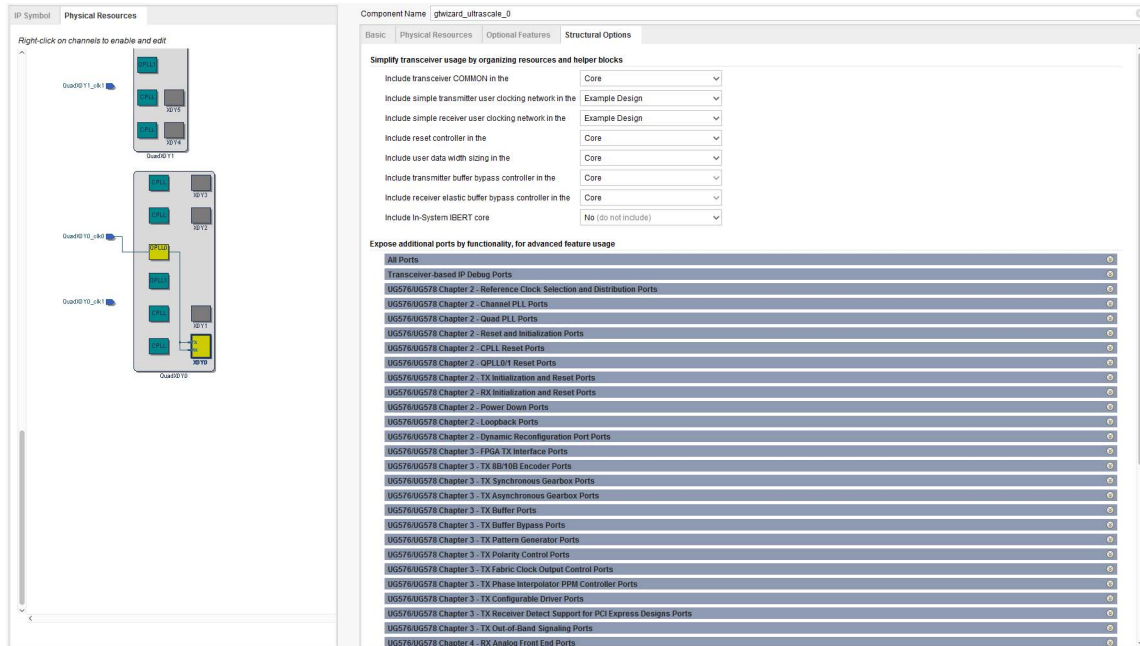 IP Symbol
Physical Resources
Right-click on channels to enable and edit
QPLL1
QuadX0Y1_clk1
CPLL
X0Y5
CPLL
X0Y4
QuadX0Y1
CPLL
X0Y3
CPLL
X0Y2
QuadX0Y0_clk0
QPLL0
QPLL1
QuadX0Y0_clk1
CPLL
X0Y1
CPLL
X0Y0
QuadX0Y0
Component Name gtwizard_ultrascale_0
Basic
Physical Resources
Optional Features
Structural Options
Simplify transceiver usage by organizing resources and helper blocks
Include transceiver COMMON in the Core
Include simple transmitter user clocking network in the Example Design
Include simple receiver user clocking network in the Example Design
Include reset controller in the Core
Include user data width sizing in the Core
Include transmitter buffer bypass controller in the Core
Include receiver elastic buffer bypass controller in the Core
Include In-System IBERT core No (do not include)
Expose additional ports by functionality, for advanced feature usage
All Ports
Transceiver-based IP Debug Ports
UG576/UG578 Chapter 2 - Reference Clock Selection and Distribution Ports
UG576/UG578 Chapter 2 - Channel PLL Ports
UG576/UG578 Chapter 2 - Quad PLL Ports
UG576/UG578 Chapter 2 - Reset and Initialization Ports
UG576/UG578 Chapter 2 - CPLL Reset Ports
UG576/UG578 Chapter 2 - QPLL0/1 Reset Ports
UG576/UG578 Chapter 2 - TX Initialization and Reset Ports
UG576/UG578 Chapter 2 - RX Initialization and Reset Ports
UG576/UG578 Chapter 2 - Power Down Ports
UG576/UG578 Chapter 2 - Loopback Ports
UG576/UG578 Chapter 2 - Dynamic Reconfiguration Port Ports
UG576/UG578 Chapter 3 - FPGA TX Interface Ports
UG576/UG578 Chapter 3 - TX 8B/10B Encoder Ports
UG576/UG578 Chapter 3 - TX Synchronous Gearbox Ports
UG576/UG578 Chapter 3 - TX Asynchronous Gearbox Ports
UG576/UG578 Chapter 3 - TX Buffer Ports
UG576/UG578 Chapter 3 - TX Buffer Bypass Ports
UG576/UG578 Chapter 3 - TX Pattern Generator Ports
UG576/UG578 Chapter 3 - TX Polarity Control Ports
UG576/UG578 Chapter 3 - TX Fabric Clock Output Control Ports
UG576/UG578 Chapter 3 - TX Phase Interpolator PPM Controller Ports
UG576/UG578 Chapter 3 - TX Configurable Driver Ports
UG576/UG578 Chapter 3 - TX Receiver Detect Support for PCI Express Designs Ports
UG576/UG578 Chapter 3 - TX Out-of-Band Signaling Ports
UG576/UG578 Chapter 4 - RX Analog Front End Ports